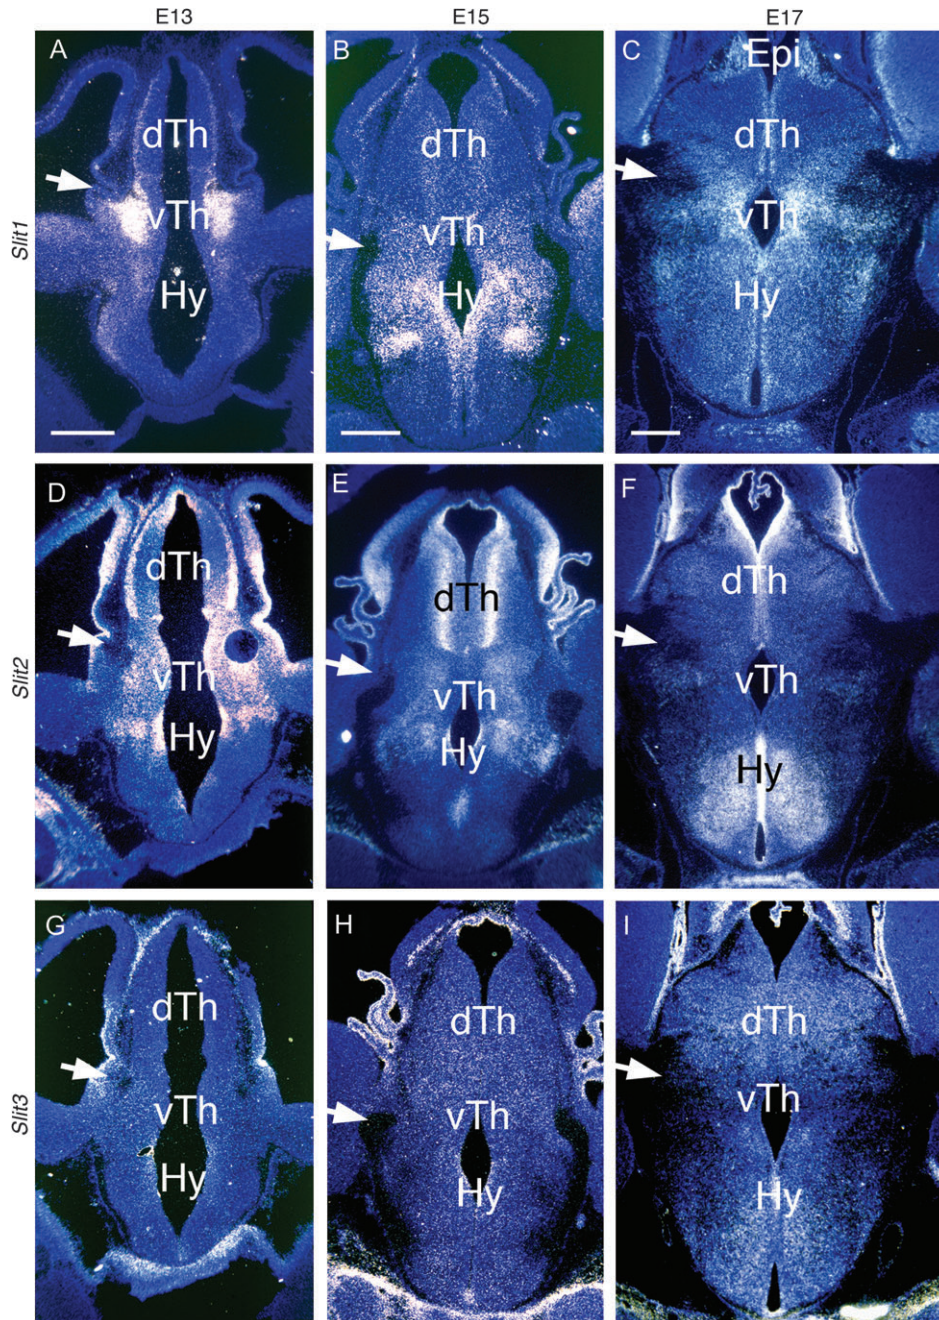 E13 E15 E17
A B C
Epi
dTh dTh dTh
vTh vTh vTh
Hy Hy Hy
Slit1
D E F
dTh dTh dTh
vTh vTh vTh
Hy Hy Hy
Slit2
G H I
dTh dTh dTh
vTh vTh vTh
Hy Hy Hy
Slit3